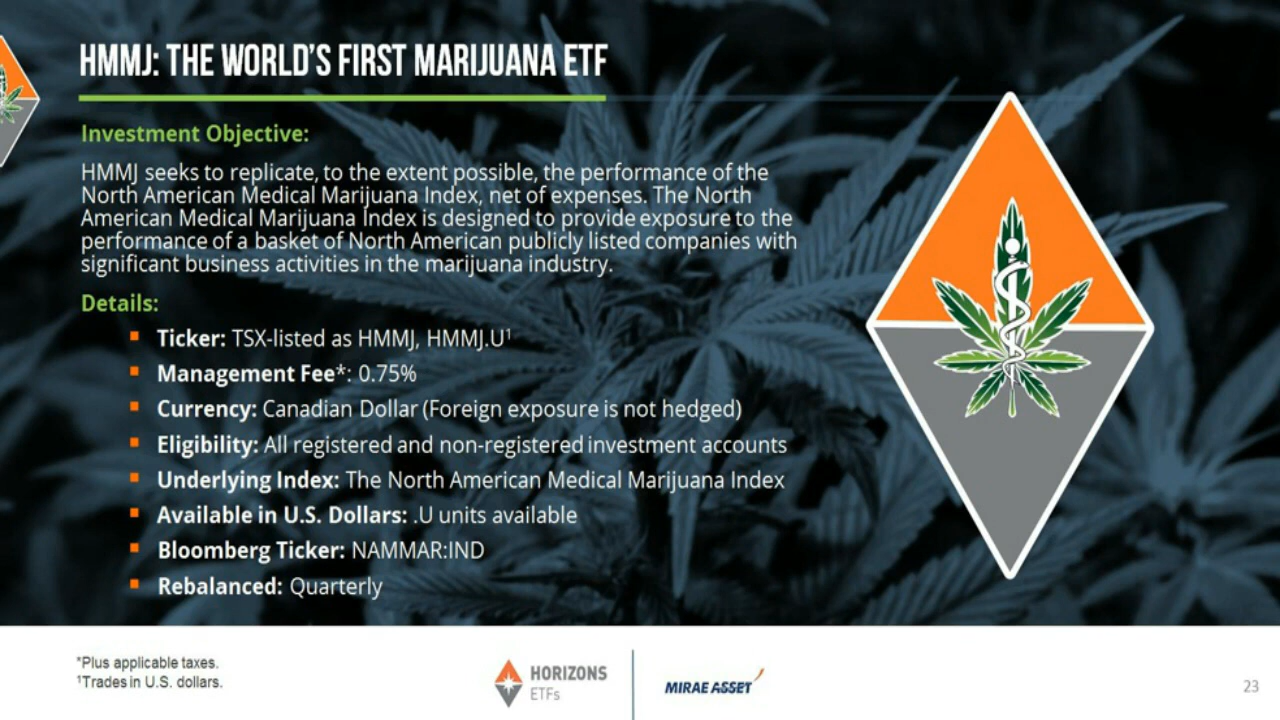 HMMJ: THE WORLD'S FIRST MARIJUANA ETF
Investment Objective:
HMMJ seeks to replicate, to the extent possible, the performance of the
North American Medical Marijuana Index, net of expenses. The North
American Medical Marijuana Index is designed to provide exposure to the
performance of a basket of North American publicly listed companies with
significant business activities in the marijuana industry.
Details:
▪ Ticker: TSX-listed as HMMJ, HMMJ.U¹
▪ Management Fee*: 0.75%
▪ Currency: Canadian Dollar (Foreign exposure is not hedged)
▪ Eligibility: All registered and non-registered investment accounts
▪ Underlying Index: The North American Medical Marijuana Index
▪ Available in U.S. Dollars: .U units available
▪ Bloomberg Ticker: NAMMAR:IND
▪ Rebalanced: Quarterly
*Plus applicable taxes.
¹Trades in U.S. dollars.
HORIZONS
ETFs
MIRAE ASSET
23